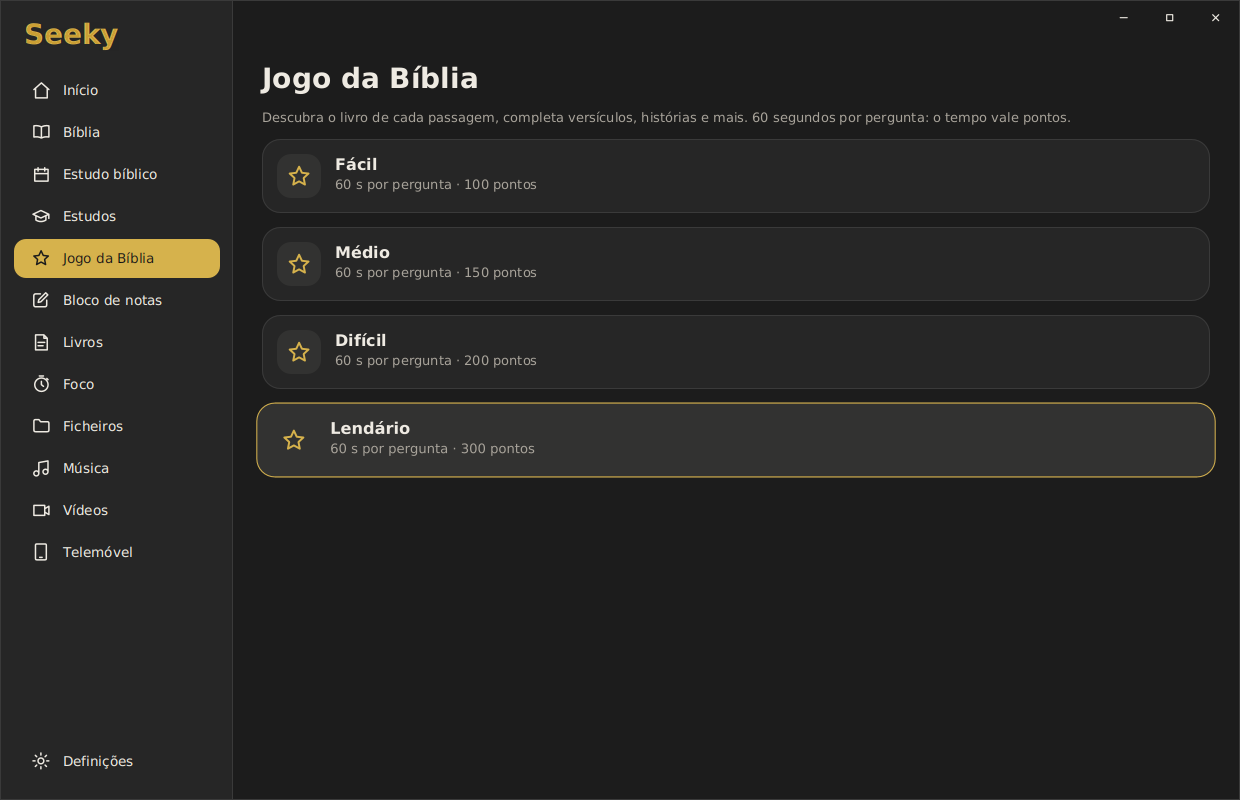 Seeky
Início
Bíblia
Estudo bíblico
Estudos
Jogo da Bíblia
Bloco de notas
Livros
Foco
Ficheiros
Música
Vídeos
Telemóvel
Definições
Jogo da Bíblia
Descubra o livro de cada passagem, completa versículos, histórias e mais. 60 segundos por pergunta: o tempo vale pontos.
Fácil
60 s por pergunta · 100 pontos
Médio
60 s por pergunta · 150 pontos
Difícil
60 s por pergunta · 200 pontos
Lendário
60 s por pergunta · 300 pontos